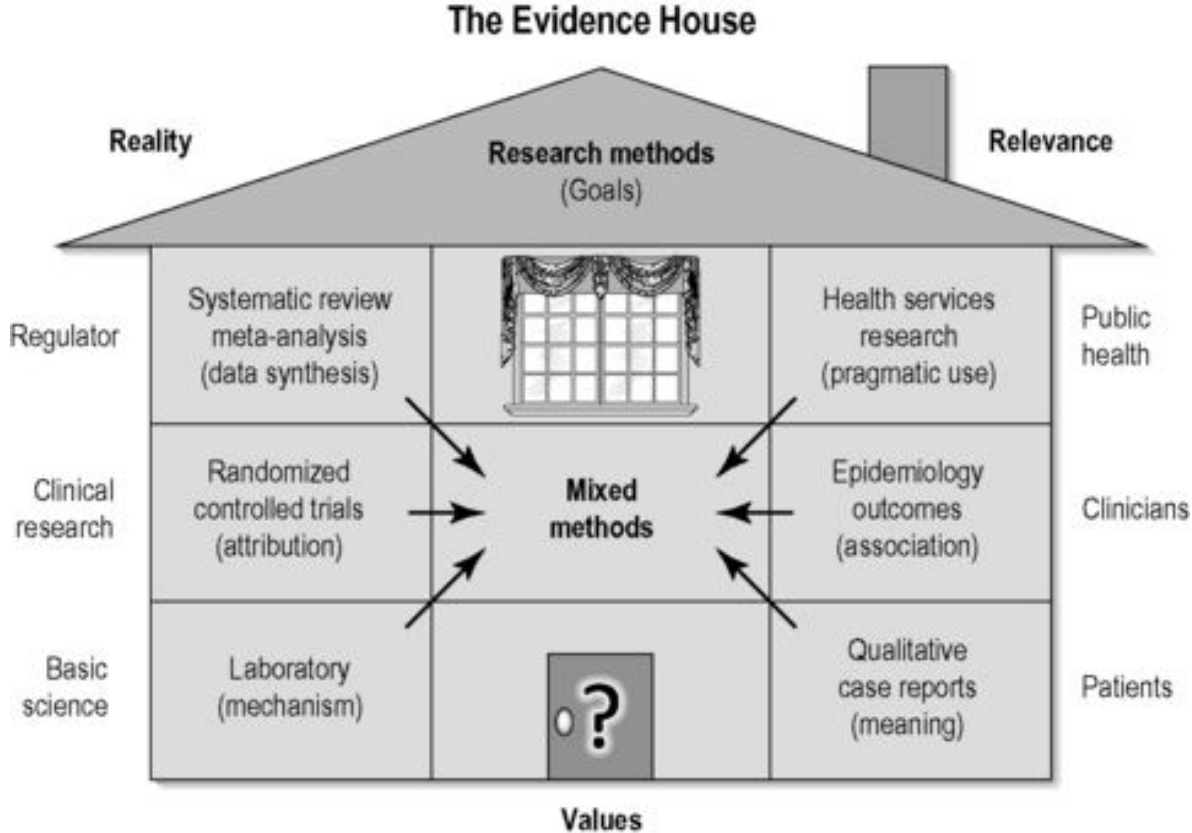 The Evidence House
Reality
Relevance
Research methods
(Goals)
Regulator
Systematic review
meta-analysis
(data synthesis)
Health services
research
(pragmatic use)
Public
health
Clinical
research
Randomized
controlled trials
(attribution)
Mixed
methods
Epidemiology
outcomes
(association)
Clinicians
Basic
science
Laboratory
(mechanism)
?
Qualitative
case reports
(meaning)
Patients
Values